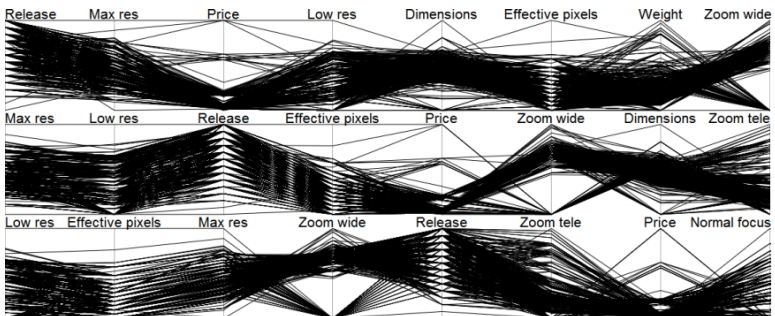 Release Max res Price Low res Dimensions Effective pixels Weight Zoom wide
Max res Low res Release Effective pixels Price Zoom wide Dimensions Zoom tele
Low res Effective pixels Max res Zoom wide Release Zoom tele Price Normal focus